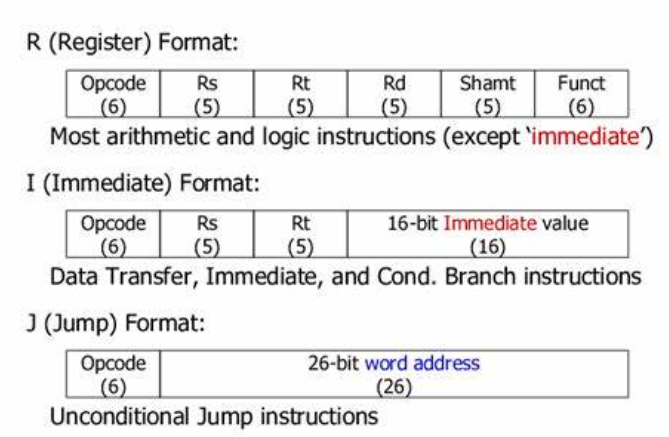 R (Register) Format:
Opcode Rs Rt Rd Shamt Funct
(6) (5) (5) (5) (5) (6)
Most arithmetic and logic instructions (except ‘immediate’)
I (Immediate) Format:
Opcode Rs Rt 16-bit Immediate value
(6) (5) (5) (16)
Data Transfer, Immediate, and Cond. Branch instructions
J (Jump) Format:
Opcode 26-bit word address
(6) (26)
Unconditional Jump instructions